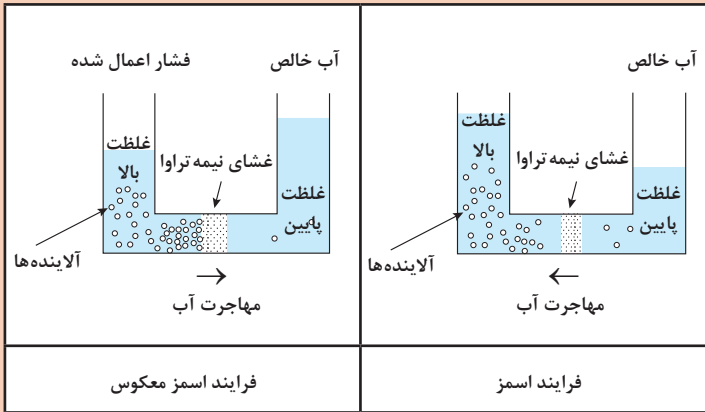 آب خالص
غلظت
بالا
غشای نیمه تراوا
غلظت
پایین
آلاینده‌ها
←
مهاجرت آب
فرایند اسمز
فشار اعمال شده
آب خالص
غلظت
بالا
غشای نیمه تراوا
غلظت
پایین
آلاینده‌ها
→
مهاجرت آب
فرایند اسمز معکوس